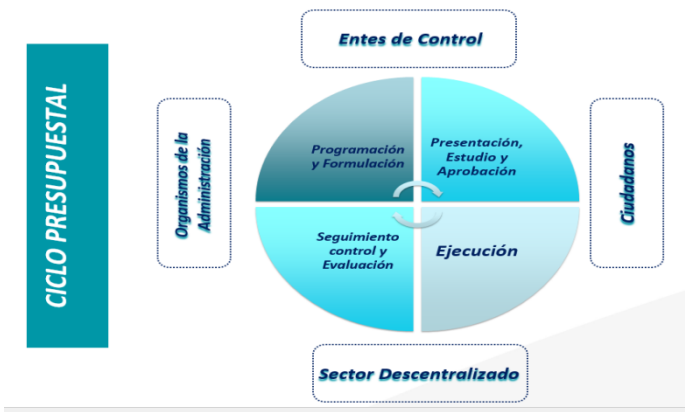 CICLO PRESUPUESTAL
Entes de Control
Organismos de la
Administración
Programación
y Formulación
Presentación,
Estudio y
Aprobación
Ciudadanos
Seguimiento
control y
Evaluación
Ejecución
Sector Descentralizado